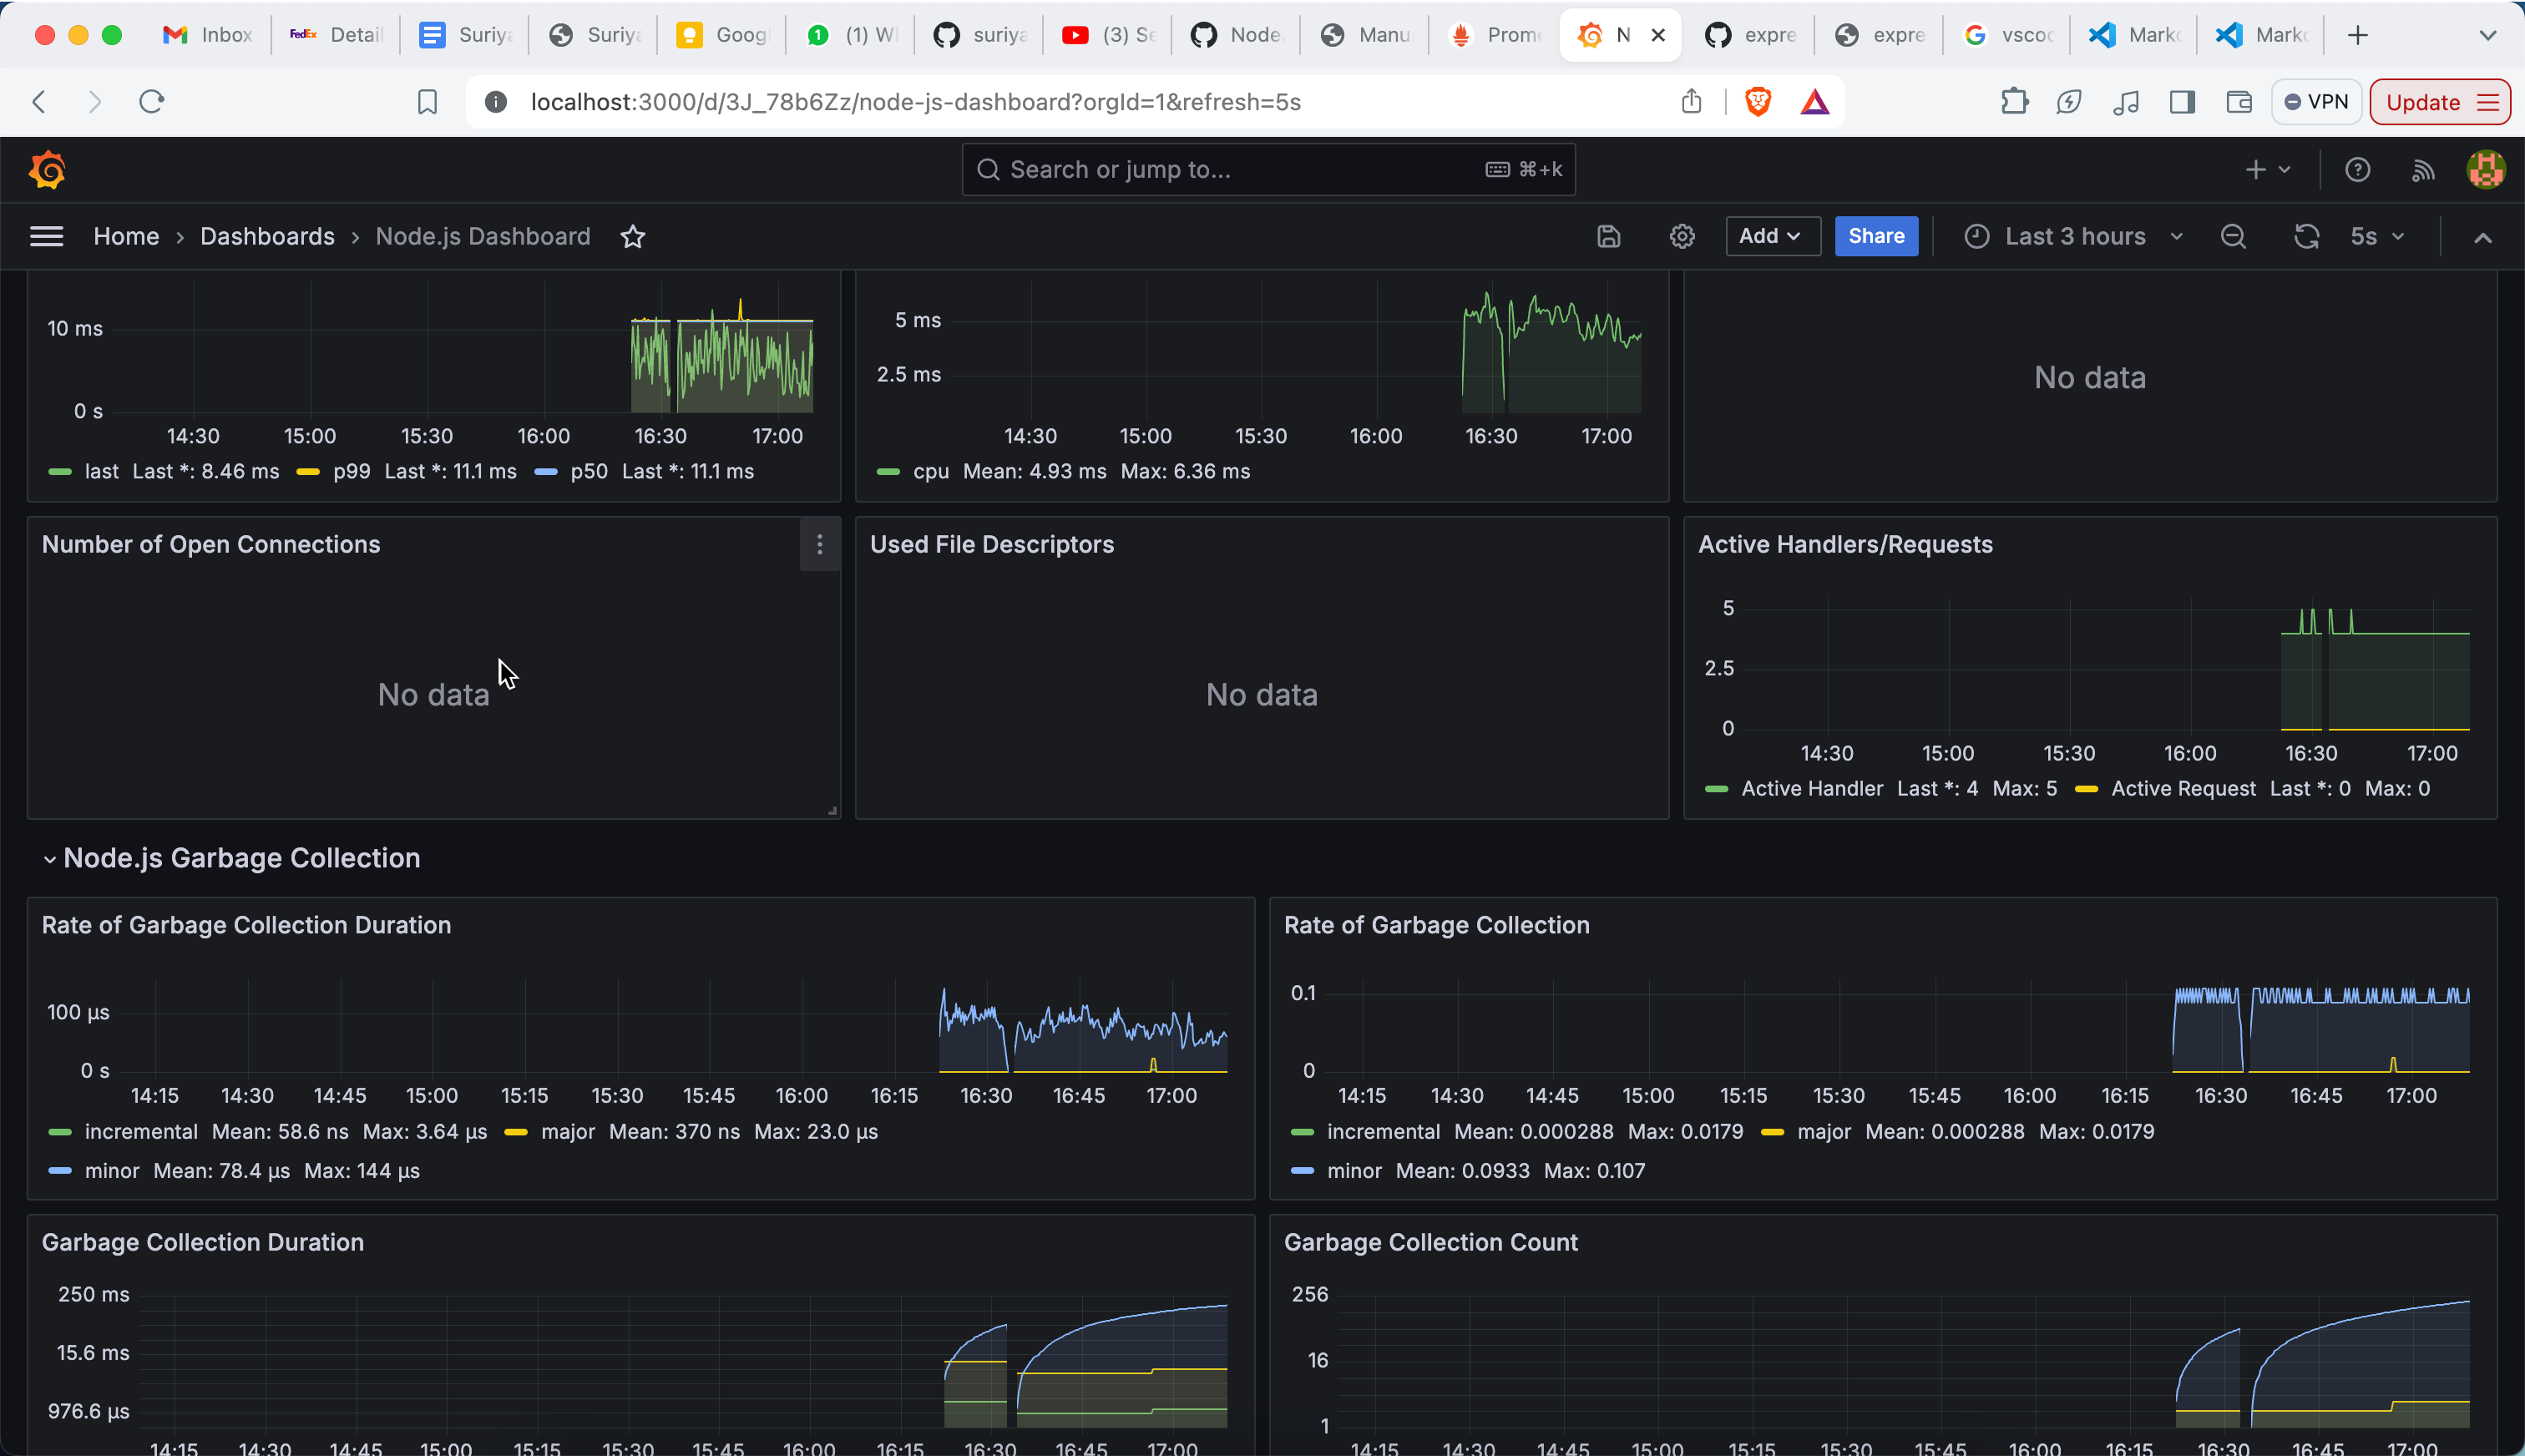 Inbox
FedEx Detail
Suriya
Suriya
Goog
1 (1) W
suriya
(3) Se
Node.
Manu
Prom
N
expre
expre
vscod
Mark
Mark
localhost:3000/d/3J_78b6Zz/node-js-dashboard?orgId=1&refresh=5s
VPN
Update
Search or jump to...
⌘+k
Home › Dashboards › Node.js Dashboard
Add
Share
Last 3 hours
5s
10 ms
0 s
14:30 15:00 15:30 16:00 16:30 17:00
last Last *: 8.46 ms p99 Last *: 11.1 ms p50 Last *: 11.1 ms
5 ms
2.5 ms
14:30 15:00 15:30 16:00 16:30 17:00
cpu Mean: 4.93 ms Max: 6.36 ms
No data
Number of Open Connections
No data
Used File Descriptors
No data
Active Handlers/Requests
5
2.5
0
14:30 15:00 15:30 16:00 16:30 17:00
Active Handler Last *: 4 Max: 5 Active Request Last *: 0 Max: 0
Node.js Garbage Collection
Rate of Garbage Collection Duration
100 µs
0 s
14:15 14:30 14:45 15:00 15:15 15:30 15:45 16:00 16:15 16:30 16:45 17:00
incremental Mean: 58.6 ns Max: 3.64 µs major Mean: 370 ns Max: 23.0 µs
minor Mean: 78.4 µs Max: 144 µs
Rate of Garbage Collection
0.1
0
14:15 14:30 14:45 15:00 15:15 15:30 15:45 16:00 16:15 16:30 16:45 17:00
incremental Mean: 0.000288 Max: 0.0179 major Mean: 0.000288 Max: 0.0179
minor Mean: 0.0933 Max: 0.107
Garbage Collection Duration
250 ms
15.6 ms
976.6 µs
14:15 14:30 14:45 15:00 15:15 15:30 15:45 16:00 16:15 16:30 16:45 17:00
Garbage Collection Count
256
16
1
14:15 14:30 14:45 15:00 15:15 15:30 15:45 16:00 16:15 16:30 16:45 17:00